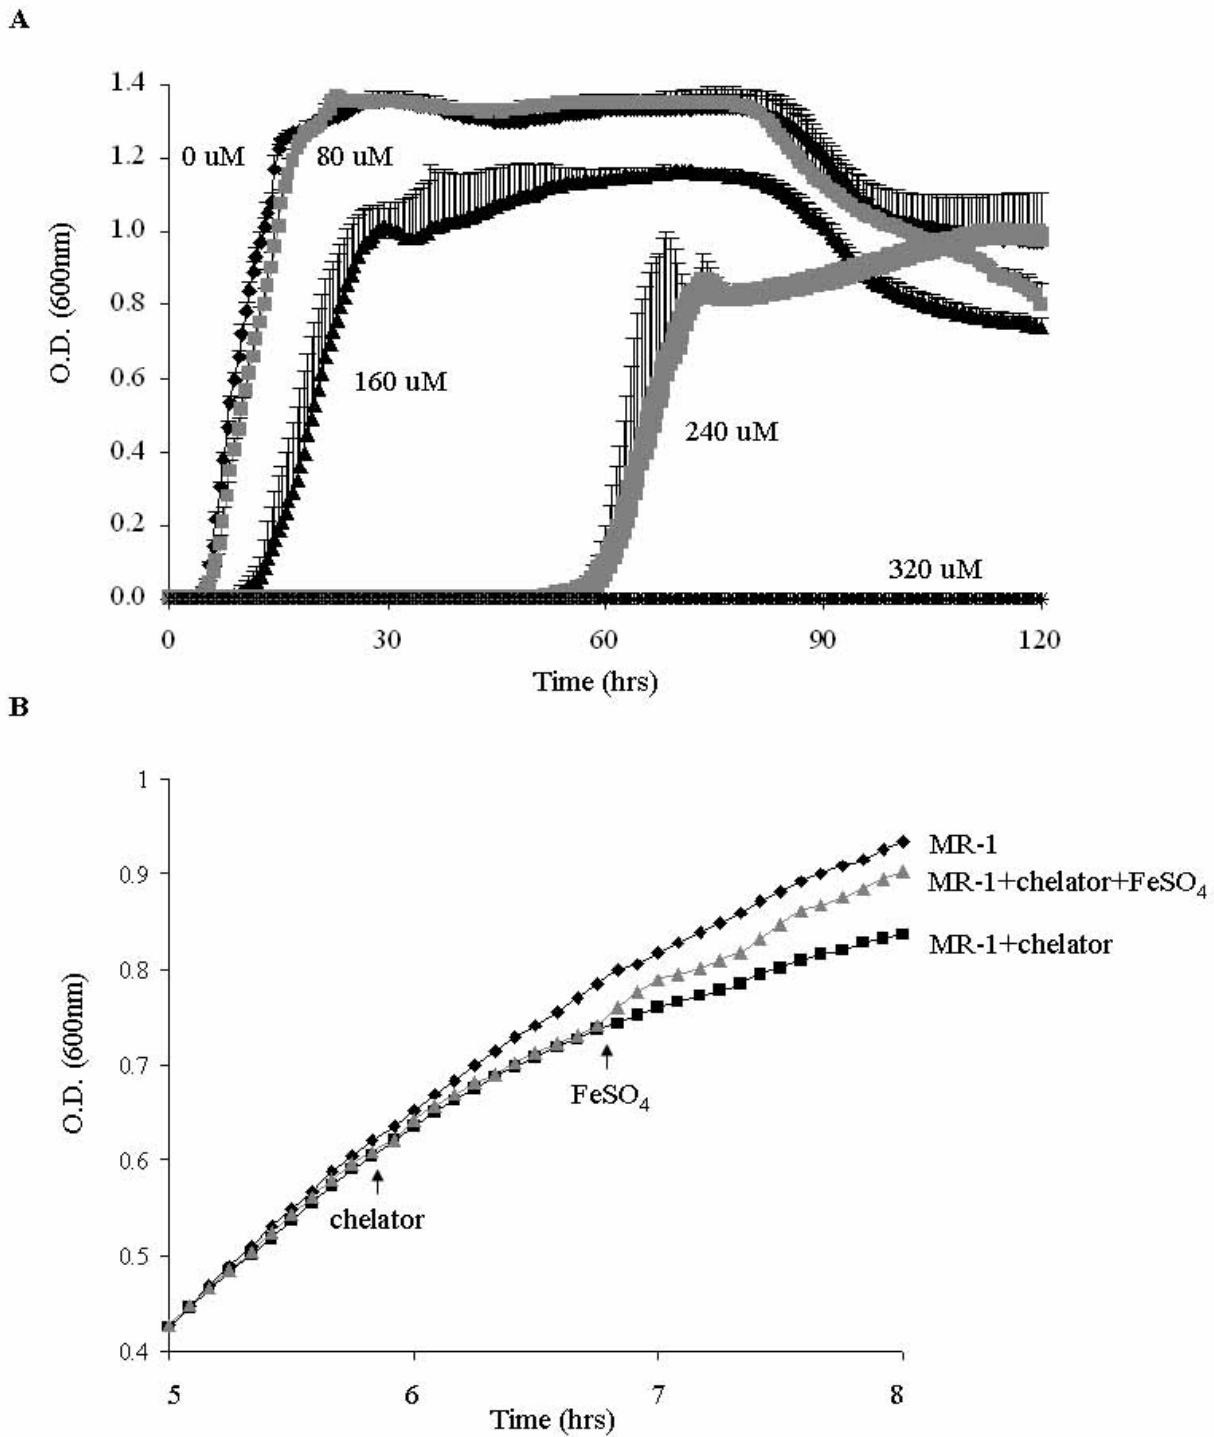 A
1.4
1.2
1.0
0.8
0.6
0.4
0.2
0.0
O.D. (600nm)
0 uM
80 uM
160 uM
240 uM
320 uM
0 30 60 90 120
Time (hrs)
B
1
0.9
0.8
0.7
0.6
0.5
0.4
O.D. (600nm)
MR-1
MR-1+chelator+FeSO4
MR-1+chelator
FeSO4
chelator
5 6 7 8
Time (hrs)